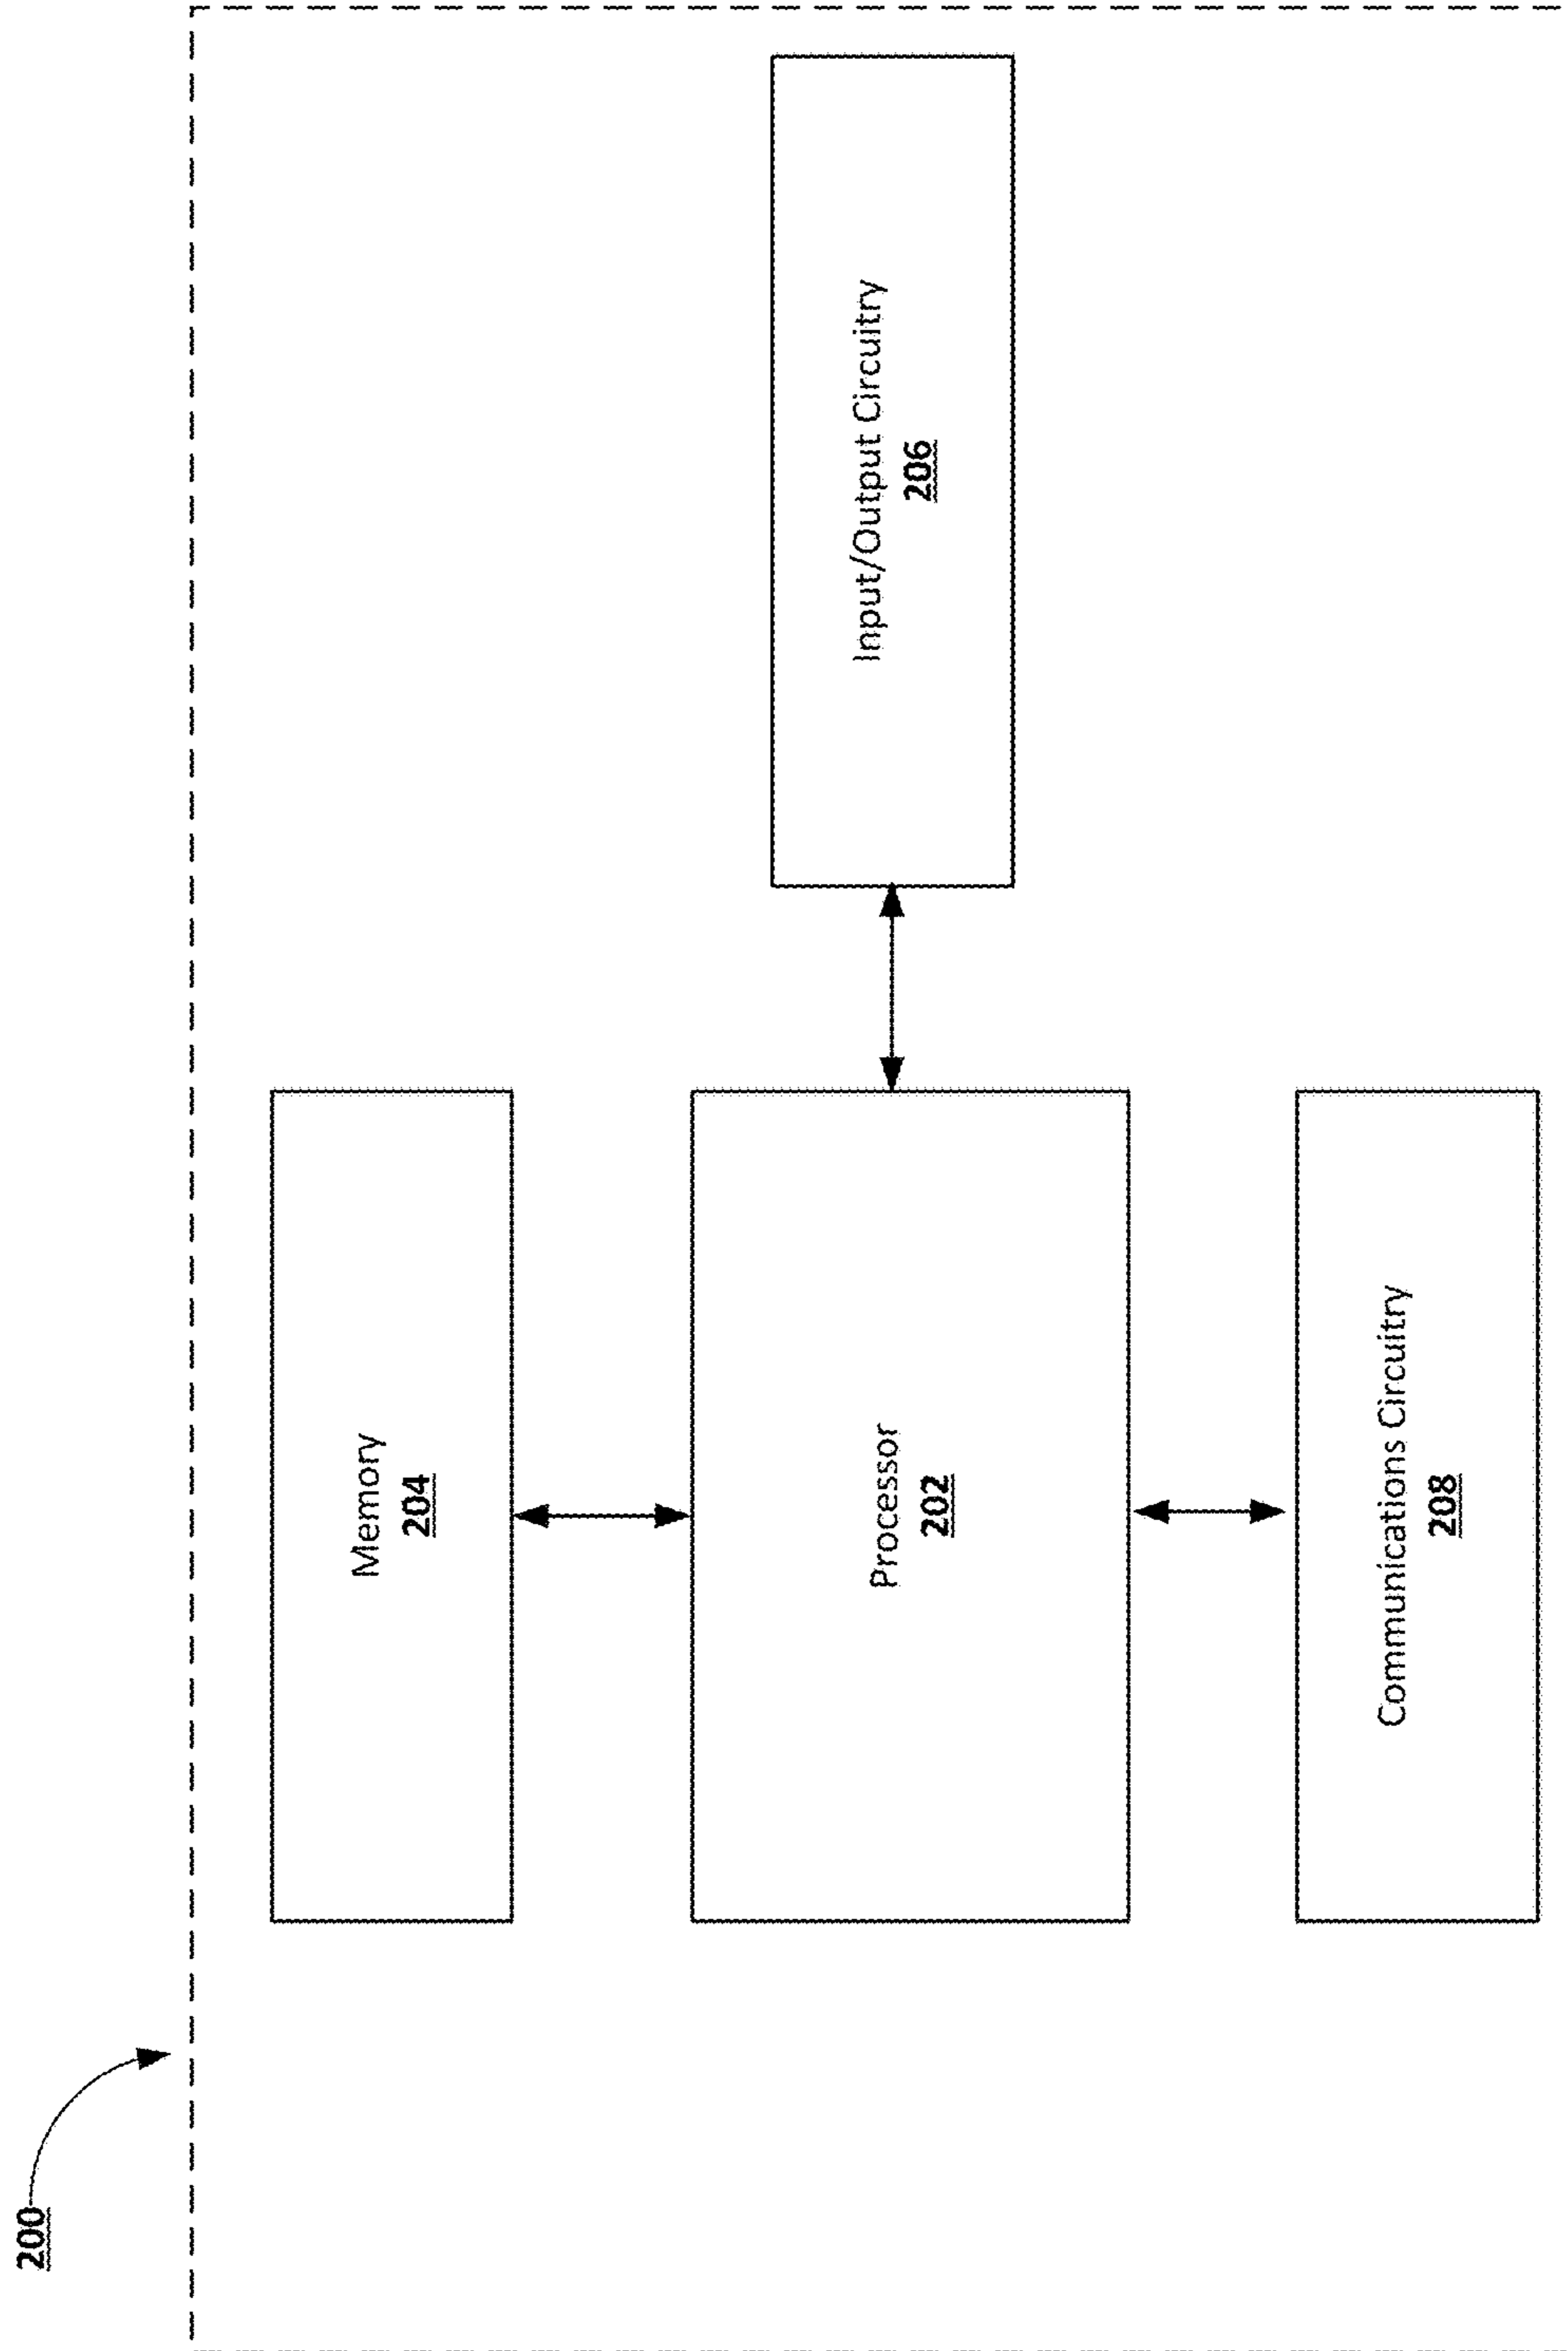 200
Memory
204
Processor
202
Input/Output Circuitry
206
Communications Circuitry
208